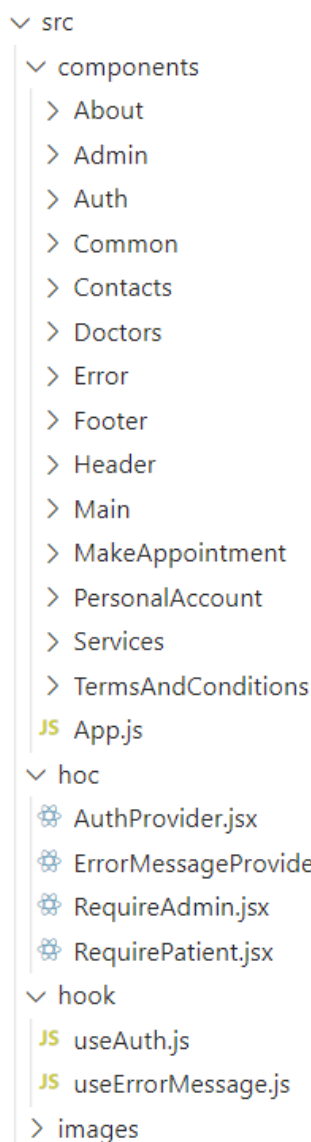 src
components
About
Admin
Auth
Common
Contacts
Doctors
Error
Footer
Header
Main
MakeAppointment
PersonalAccount
Services
TermsAndConditions
JS App.js
hoc
AuthProvider.jsx
ErrorMessageProvide
RequireAdmin.jsx
RequirePatient.jsx
hook
JS useAuth.js
JS useErrorMessage.js
images